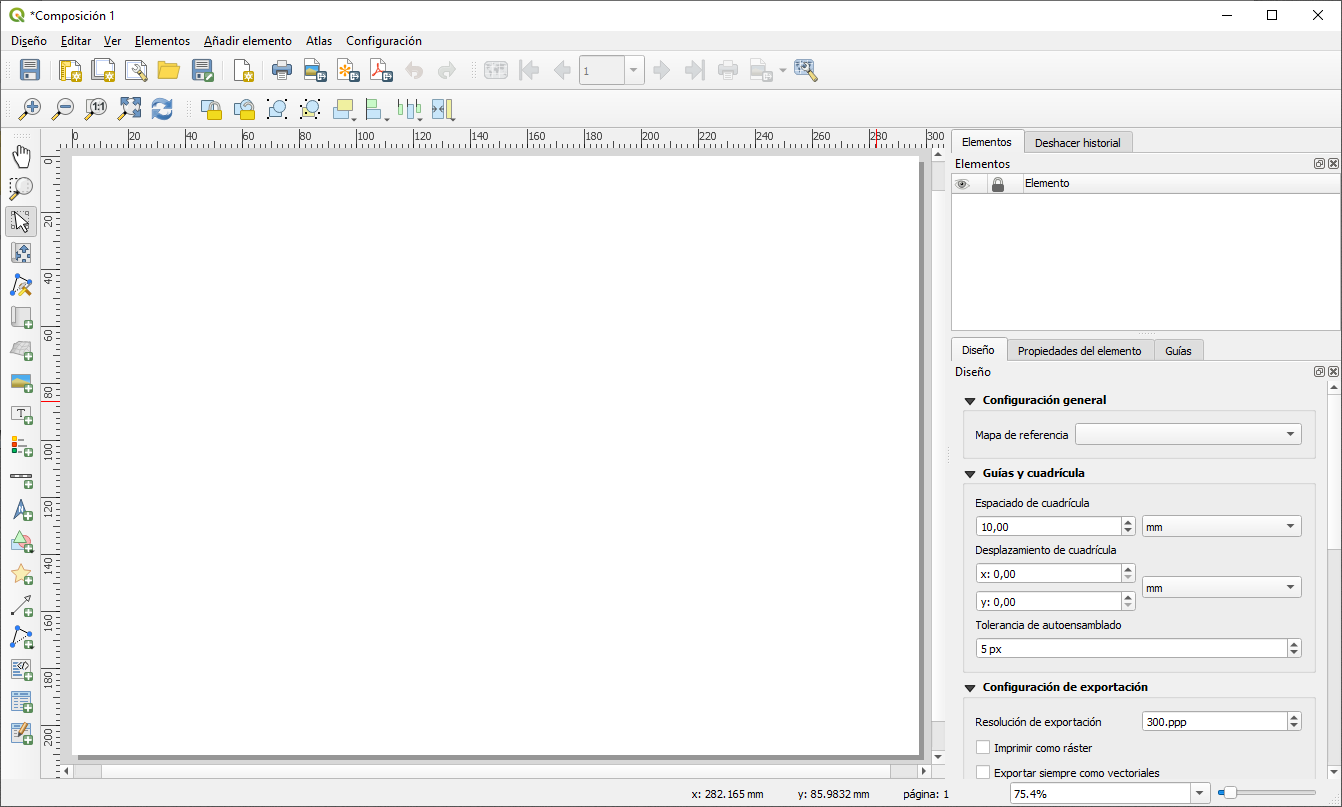 *Composición 1
Diseño Editar Ver Elementos Añadir elemento Atlas Configuración
1
1:1
0 20 40 60 80 100 120 140 160 180 200 220 240 260 280 300
0
20
40
60
80
100
120
140
160
180
200
T
Elementos Deshacer historial
Elementos
Elemento
Diseño Propiedades del elemento Guías
Diseño
Configuración general
Mapa de referencia
Guías y cuadrícula
Espaciado de cuadrícula
10,00 mm
Desplazamiento de cuadrícula
x: 0,00
mm
y: 0,00
Tolerancia de autoensamblado
5 px
Configuración de exportación
Resolución de exportación 300.ppp
Imprimir como ráster
Exportar siempre como vectoriales
x: 282.165 mm y: 85.9832 mm página: 1 75.4%